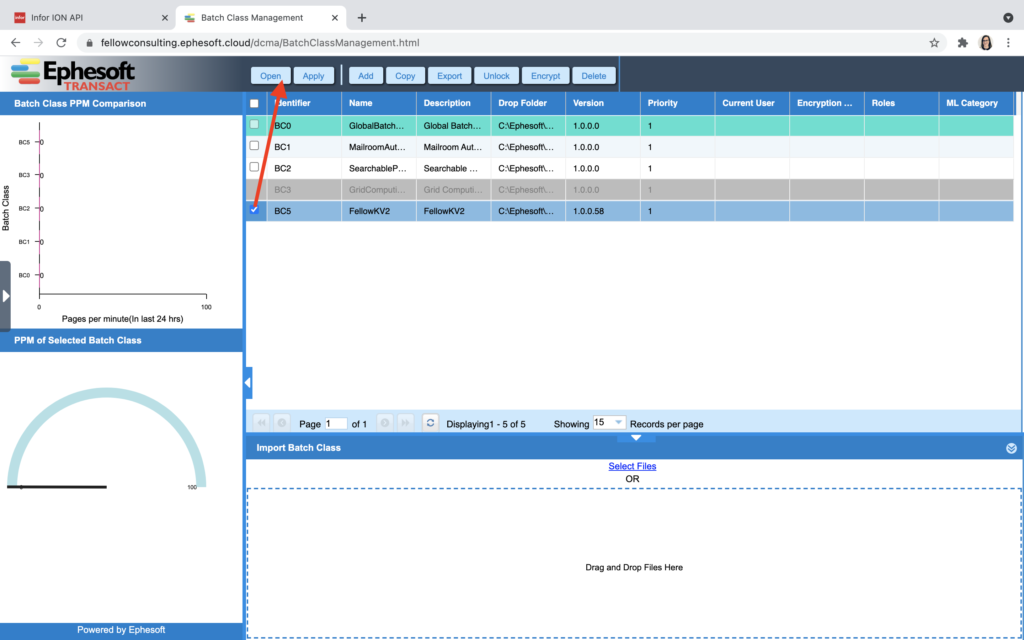 Infor ION API
Batch Class Management
fellowconsulting.ephesoft.cloud/dcma/BatchClassManagement.html
Ephesoft
TRANSACT
Open Apply Add Copy Export Unlock Encrypt Delete
Batch Class PPM Comparison
Batch Class
BC5 0
BC3 0
BC2 0
BC1 0
BC0 0
0 100
Pages per minute(In last 24 hrs)
PPM of Selected Batch Class
0 100
Powered by Ephesoft
Identifier Name Description Drop Folder Version Priority Current User Encryption ... Roles ML Category
BC0 GlobalBatch... Global Batch... C:\Ephesoft\... 1.0.0.0 1
BC1 MailroomAut... Mailroom Aut... C:\Ephesoft\... 1.0.0.0 1
BC2 SearchableP... Searchable ... C:\Ephesoft\... 1.0.0.0 1
BC3 GridComputi... Grid Computi... C:\Ephesoft\... 1.0.0.0 1
BC5 FellowKV2 FellowKV2 C:\Ephesoft\... 1.0.0.58 1
Page 1 of 1 Displaying1 - 5 of 5 Showing 15 Records per page
Import Batch Class
Select Files
OR
Drag and Drop Files Here